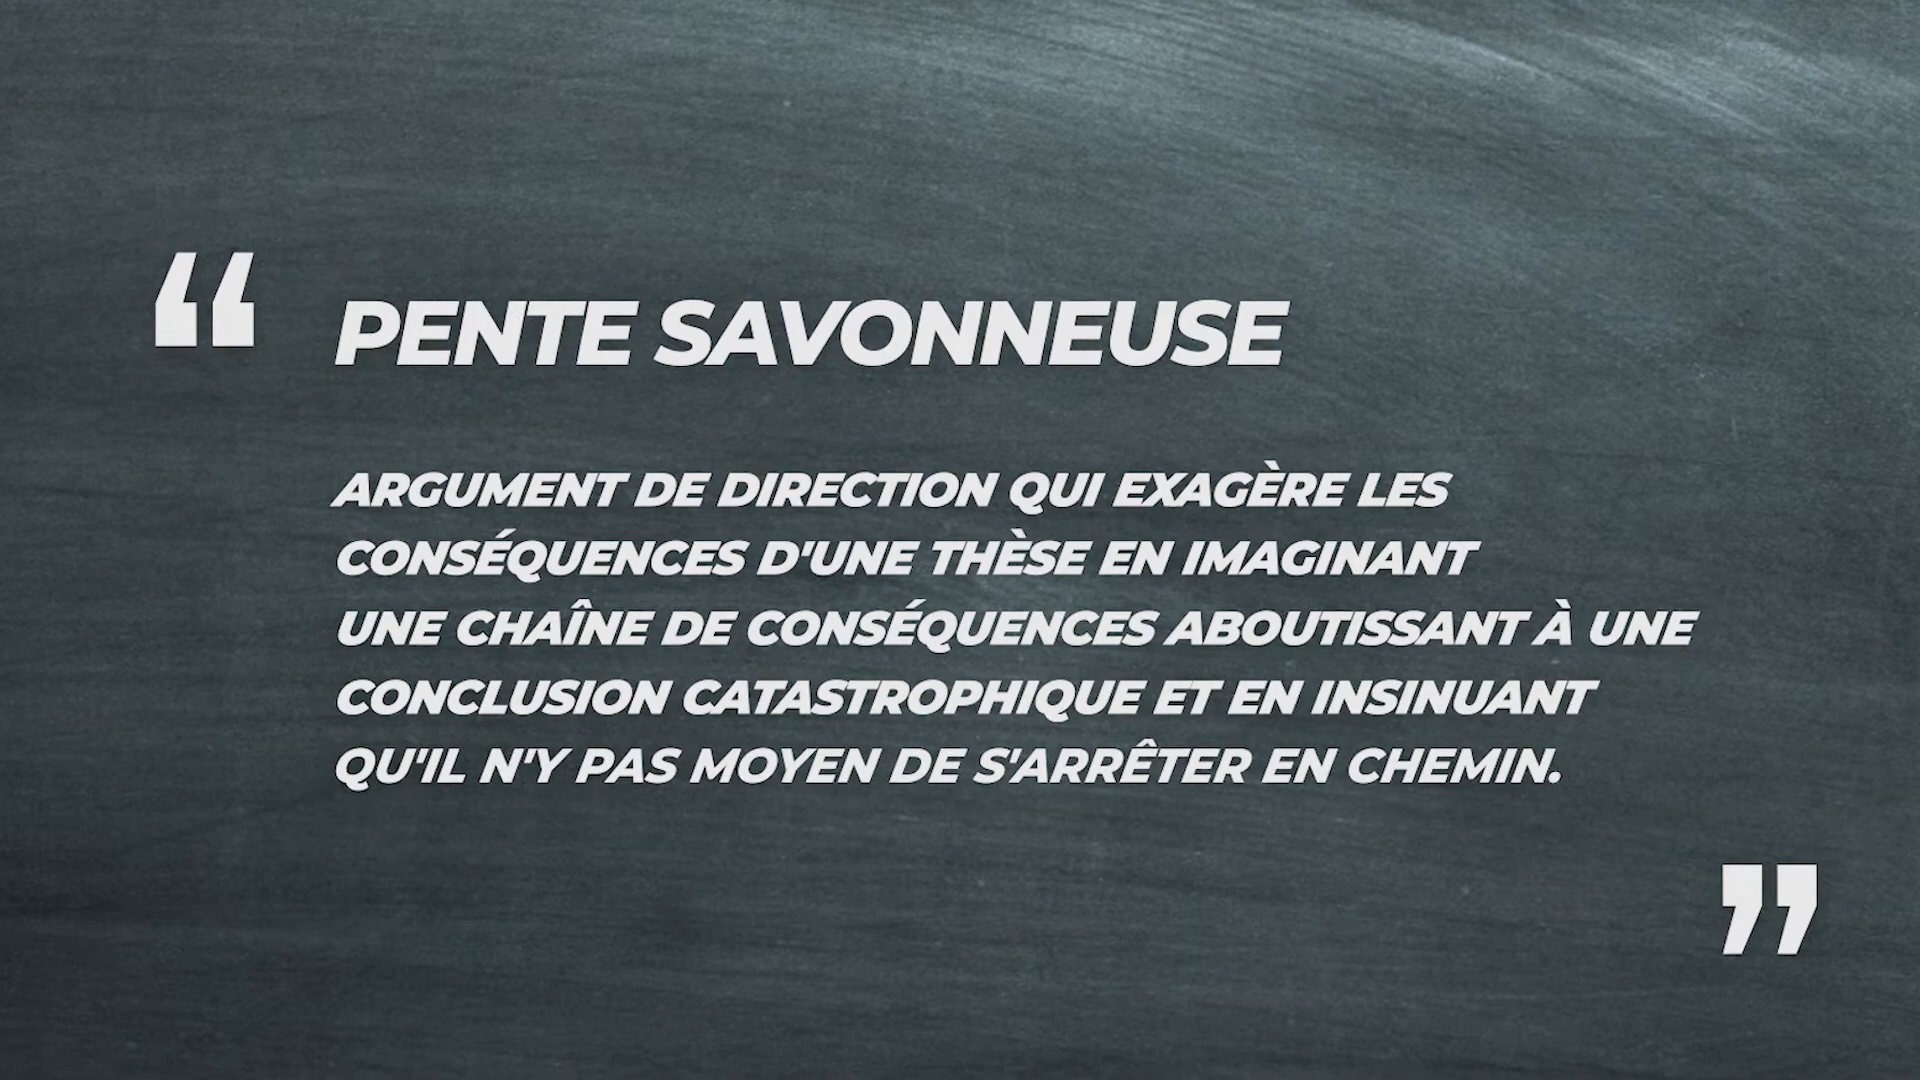 “ PENTE SAVONNEUSE
ARGUMENT DE DIRECTION QUI EXAGÈRE LES
CONSÉQUENCES D'UNE THÈSE EN IMAGINANT
UNE CHAÎNE DE CONSÉQUENCES ABOUTISSANT À UNE
CONCLUSION CATASTROPHIQUE ET EN INSINUANT
QU'IL N'Y PAS MOYEN DE S'ARRÊTER EN CHEMIN.
”